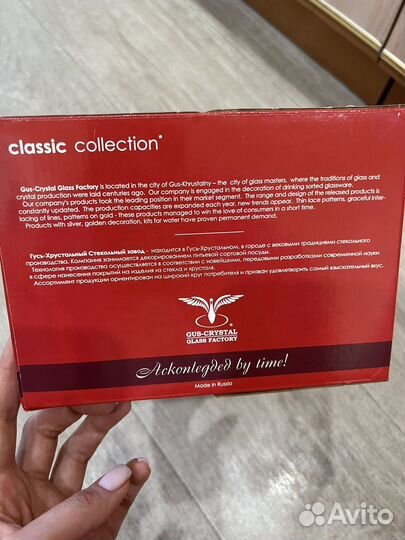 classic collection*
Gus-Crystal Glass Factory is located in the city of Gus-Khrustalny – the city of glass masters, where the traditions of glass and
crystal production were laid centuries ago. Our company is engaged in the decoration of drinking sorted glassware.
Our company's products took the leading position in their market segment. The range and design of the released products is
constantly updated. The production capacities are expanded each year, new trends appear. Thin lace patterns, graceful inter-
lacing of lines, patterns on gold - these products managed to win the love of consumers in a short time.
Products with silver, golden decoration, kits for water have proven permanent demand.
Гусь-Хрустальный Стекольный завод - находится в Гусь-Хрустальном, в городе с вековыми традициями стекольного
производства. Компания занимается декорированием питьевой сортовой посуды.
Технология производства осуществляется в соответствии с новейшими, передовыми разработками современной науки
в сфере нанесения покрытий на изделия из стекла и хрусталя.
Ассортимент продукции ориентирован на широкий круг потребителя и призван удовлетворить самый взыскательный вкус.
GUS-CRYSTAL
GLASS FACTORY
Ackonlegded by time!
Made in Russia
Avito